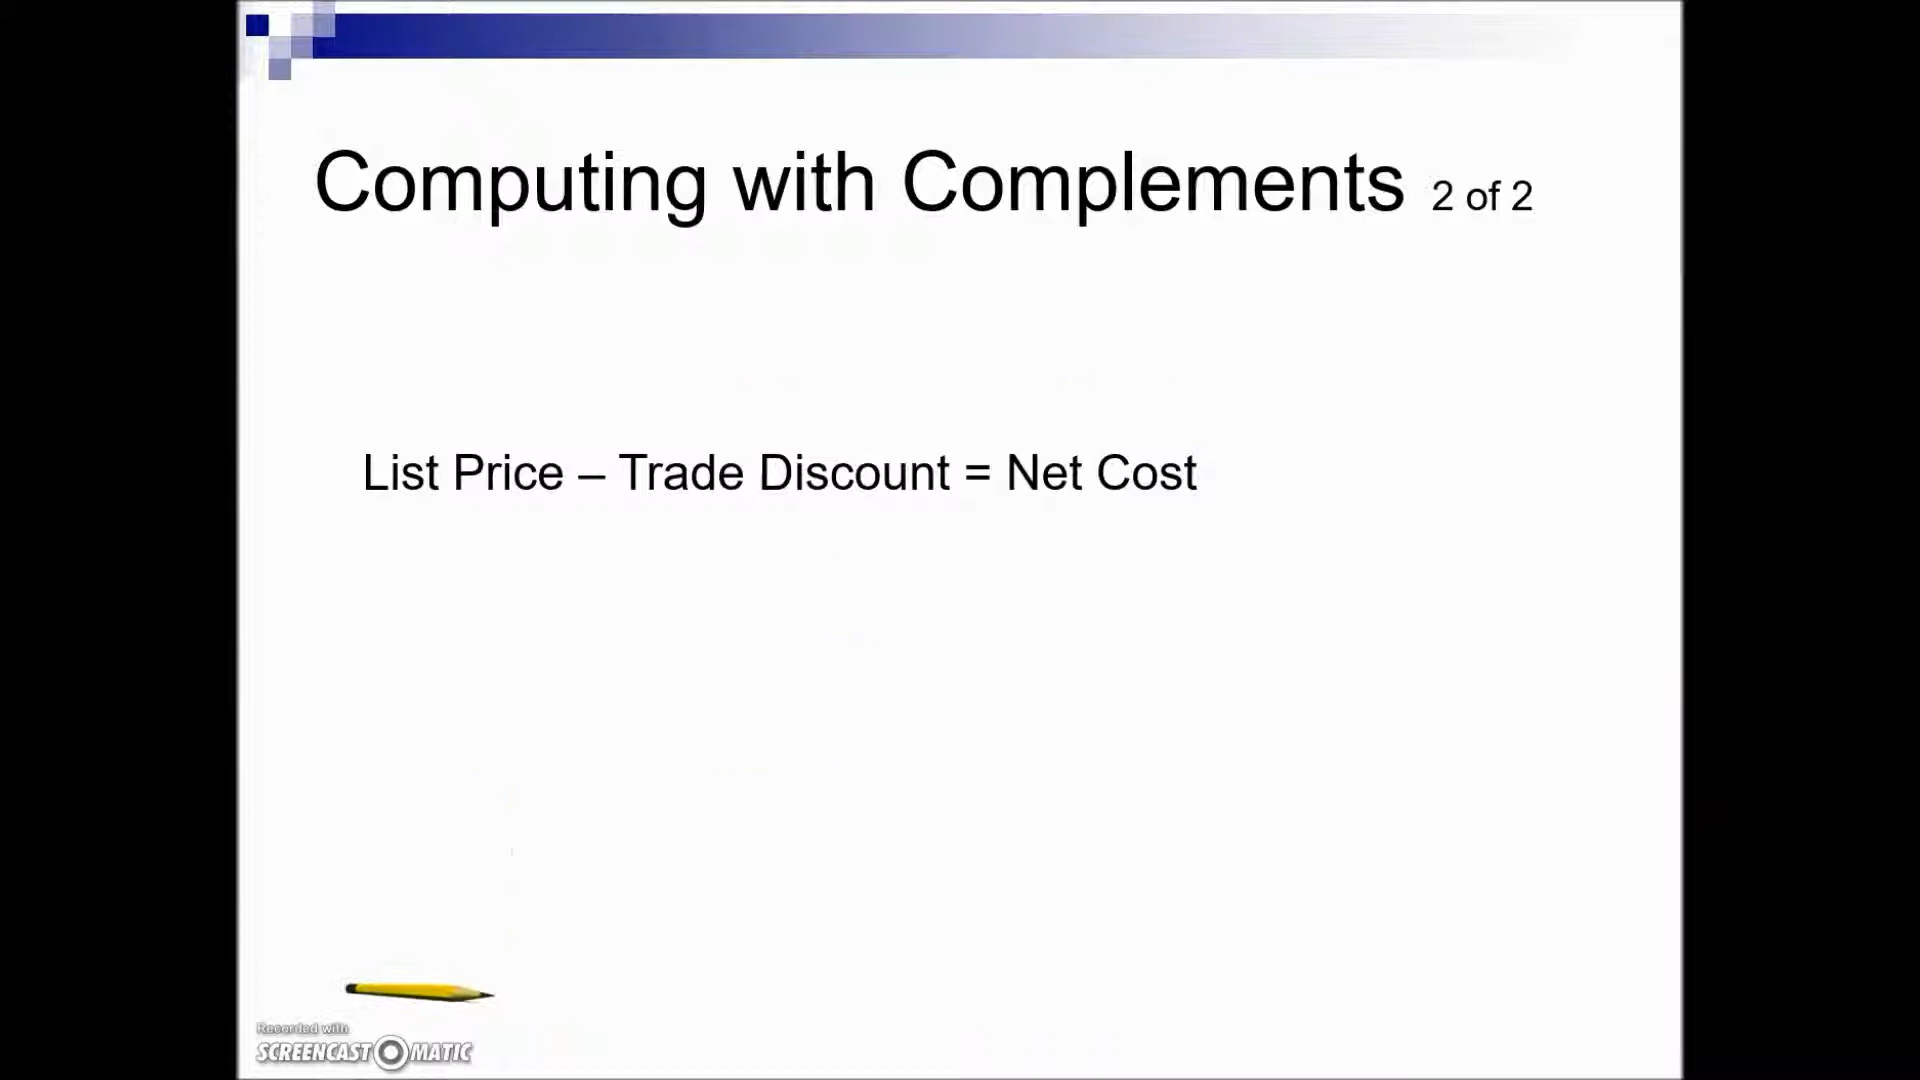 Computing with Complements 2 of 2
List Price – Trade Discount = Net Cost
Recorded with
SCREENCAST MATIC